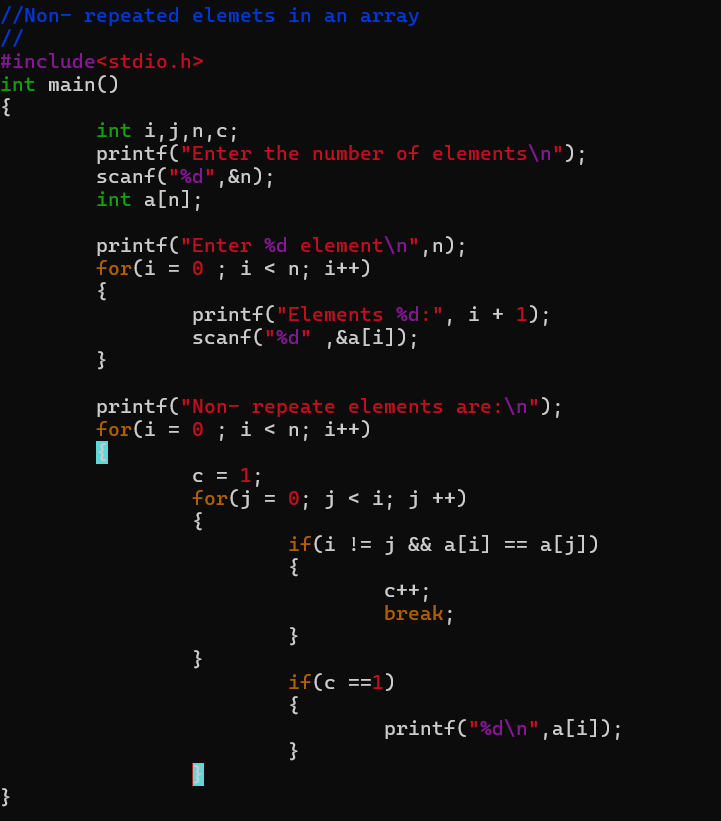 //Non- repeated elemets in an array
//
#include<stdio.h>
int main()
{
        int i,j,n,c;
        printf("Enter the number of elements\n");
        scanf("%d",&n);
        int a[n];

        printf("Enter %d element\n",n);
        for(i = 0 ; i < n; i++)
        {
                printf("Elements %d:", i + 1);
                scanf("%d" ,&a[i]);
        }

        printf("Non- repeate elements are:\n");
        for(i = 0 ; i < n; i++)
        {
                c = 1;
                for(j = 0; j < i; j ++)
                {
                        if(i != j && a[i] == a[j])
                        {
                                c++;
                                break;
                        }
                }
                        if(c ==1)
                        {
                                printf("%d\n",a[i]);
                        }
                }
}